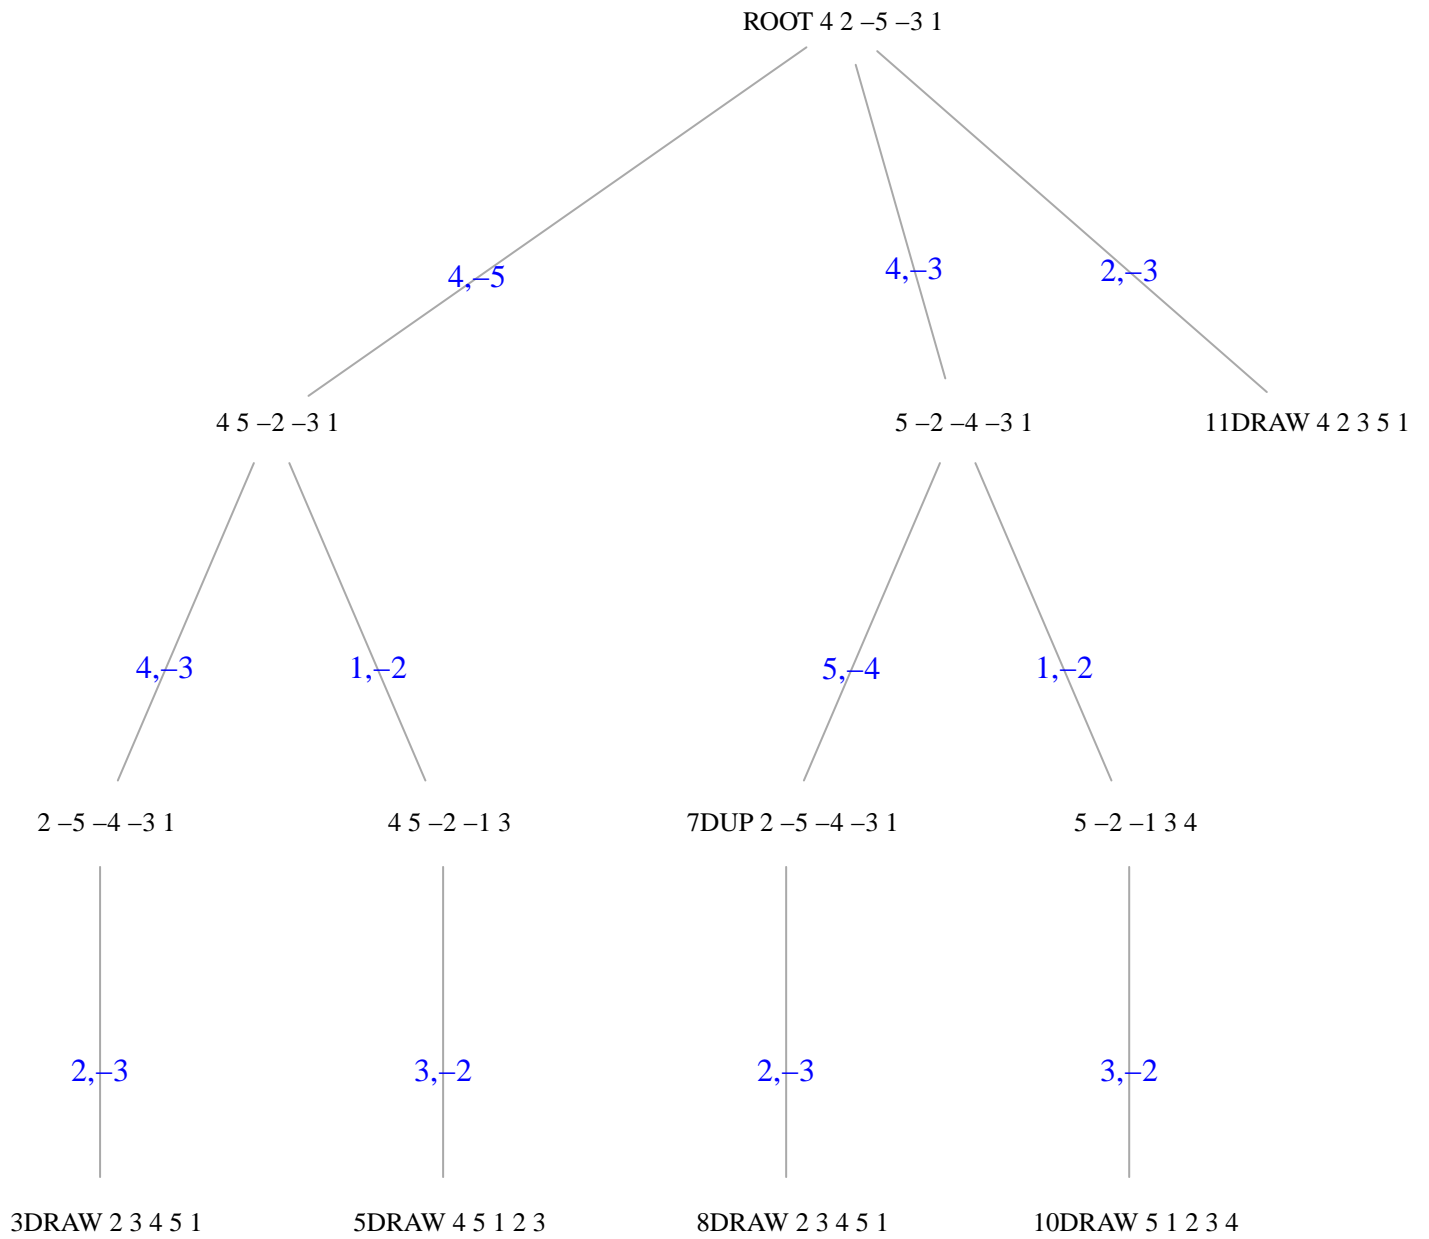 ROOT 4 2 –5 –3 1
4,–5
4,–3
2,–3
4 5 –2 –3 1
5 –2 –4 –3 1
11DRAW 4 2 3 5 1
4,–3
1,–2
5,–4
1,–2
2 –5 –4 –3 1
4 5 –2 –1 3
7DUP 2 –5 –4 –3 1
5 –2 –1 3 4
2,–3
3,–2
2,–3
3,–2
3DRAW 2 3 4 5 1
5DRAW 4 5 1 2 3
8DRAW 2 3 4 5 1
10DRAW 5 1 2 3 4